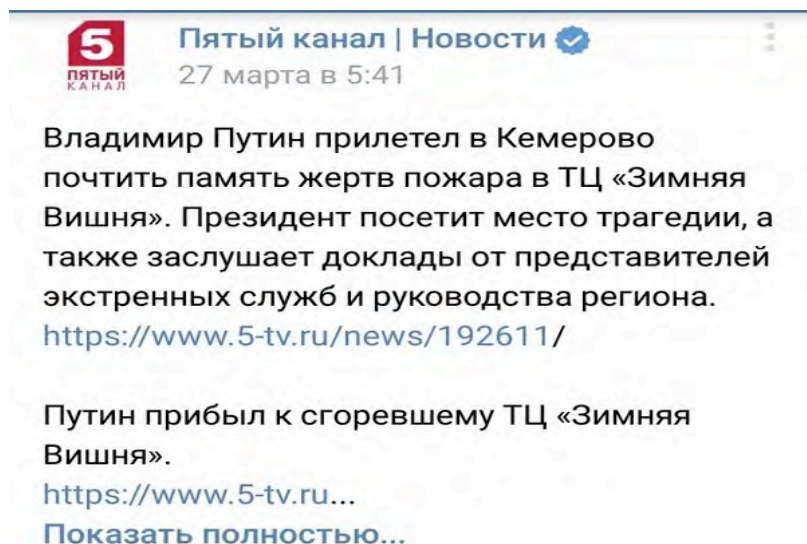 5
ПЯТЫЙ
КАНАЛ
Пятый канал | Новости
27 марта в 5:41
Владимир Путин прилетел в Кемерово
почтить память жертв пожара в ТЦ «Зимняя
Вишня». Президент посетит место трагедии, а
также заслушает доклады от представителей
экстренных служб и руководства региона.
https://www.5-tv.ru/news/192611/
Путин прибыл к сгоревшему ТЦ «Зимняя
Вишня».
https://www.5-tv.ru...
Показать полностью...